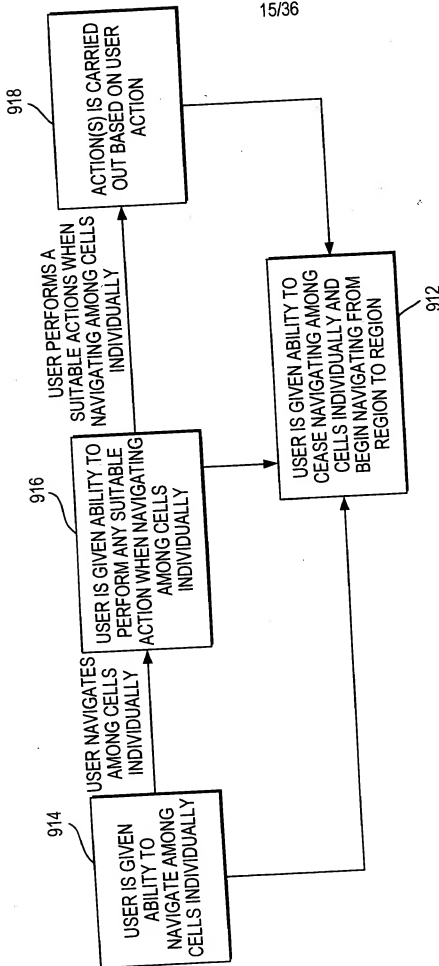 15/36
914
USER IS GIVEN
ABILITY TO
NAVIGATE AMONG
CELLS INDIVIDUALLY
USER NAVIGATES
AMONG CELLS
INDIVIDUALLY
916
USER IS GIVEN ABILITY TO
PERFORM ANY SUITABLE
ACTION WHEN NAVIGATING
AMONG CELLS
INDIVIDUALLY
USER PERFORMS A
SUITABLE ACTIONS WHEN
NAVIGATING AMONG CELLS
INDIVIDUALLY
918
ACTION(S) IS CARRIED
OUT BASED ON USER
ACTION
USER IS GIVEN ABILITY TO
CEASE NAVIGATING AMONG
CELLS INDIVIDUALLY AND
BEGIN NAVIGATING FROM
REGION TO REGION
912